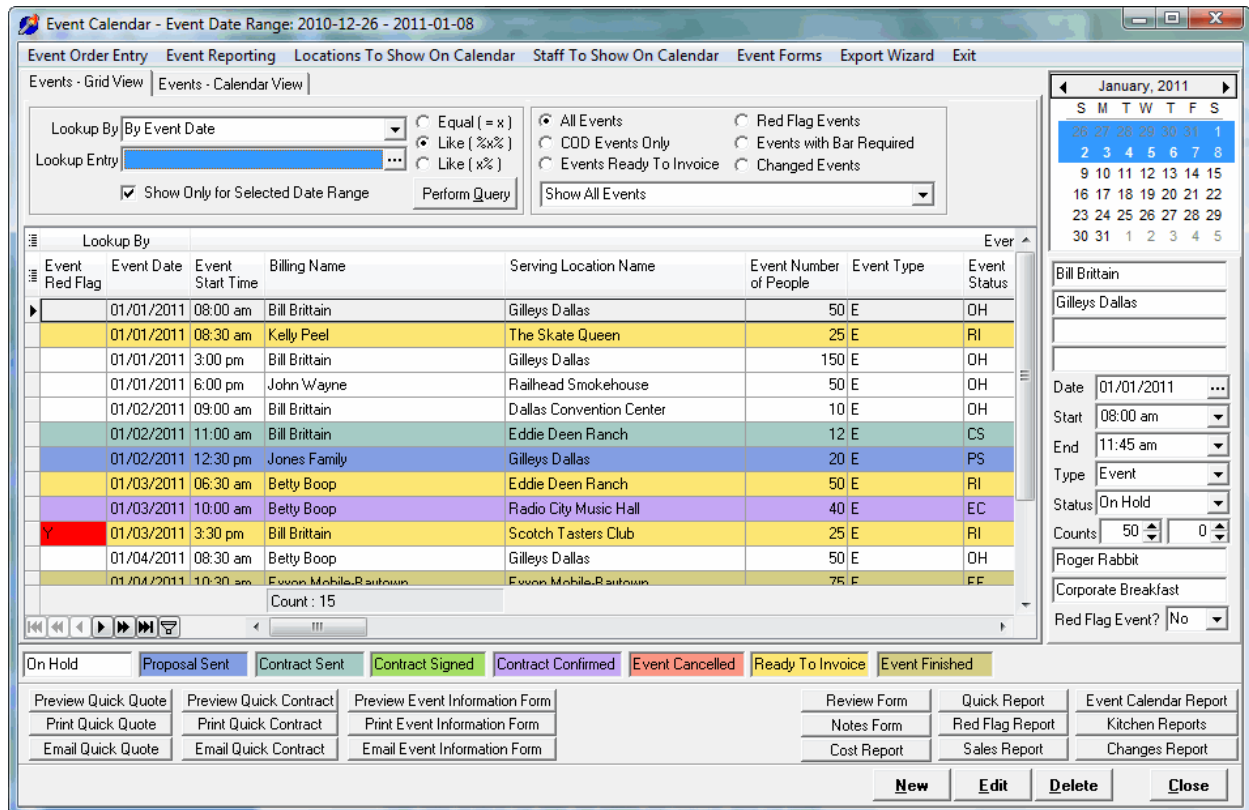 Event Calendar - Event Date Range: 2010-12-26 - 2011-01-08
Event Order Entry Event Reporting Locations To Show On Calendar Staff To Show On Calendar Event Forms Export Wizard Exit
Events - Grid View Events - Calendar View
Lookup By By Event Date
Lookup Entry ...
Show Only for Selected Date Range
Equal ( = x )
Like ( %x% )
Like ( x% )
Perform Query
All Events Red Flag Events
COD Events Only Events with Bar Required
Events Ready To Invoice Changed Events
Show All Events
January, 2011
S M T W T F S
26 27 28 29 30 31 1
2 3 4 5 6 7 8
9 10 11 12 13 14 15
16 17 18 19 20 21 22
23 24 25 26 27 28 29
30 31 1 2 3 4 5
Lookup By Ever
Event Red Flag Event Date Event Start Time Billing Name Serving Location Name Event Number of People Event Type Event Status
01/01/2011 08:00 am Bill Brittain Gilleys Dallas 50 E OH
01/01/2011 08:30 am Kelly Peel The Skate Queen 25 E RI
01/01/2011 3:00 pm Bill Brittain Gilleys Dallas 150 E OH
01/01/2011 6:00 pm John Wayne Railhead Smokehouse 50 E OH
01/02/2011 09:00 am Bill Brittain Dallas Convention Center 10 E OH
01/02/2011 11:00 am Bill Brittain Eddie Deen Ranch 12 E CS
01/02/2011 12:30 pm Jones Family Gilleys Dallas 20 E PS
01/03/2011 06:30 am Betty Boop Eddie Deen Ranch 50 E RI
01/03/2011 10:00 am Betty Boop Radio City Music Hall 40 E EC
Y 01/03/2011 3:30 pm Bill Brittain Scotch Tasters Club 25 E RI
01/04/2011 08:30 am Betty Boop Gilleys Dallas 50 E OH
01/04/2011 10:30 am Exxon Mobile-Baytown Exxon Mobile-Baytown 75 E EF
Count : 15
Bill Brittain
Gilleys Dallas
Date 01/01/2011 ...
Start 08:00 am
End 11:45 am
Type Event
Status On Hold
Counts 50 0
Roger Rabbit
Corporate Breakfast
Red Flag Event? No
On Hold Proposal Sent Contract Sent Contract Signed Contract Confirmed Event Cancelled Ready To Invoice Event Finished
Preview Quick Quote Preview Quick Contract Preview Event Information Form Review Form Quick Report Event Calendar Report
Print Quick Quote Print Quick Contract Print Event Information Form Notes Form Red Flag Report Kitchen Reports
Email Quick Quote Email Quick Contract Email Event Information Form Cost Report Sales Report Changes Report
New Edit Delete Close